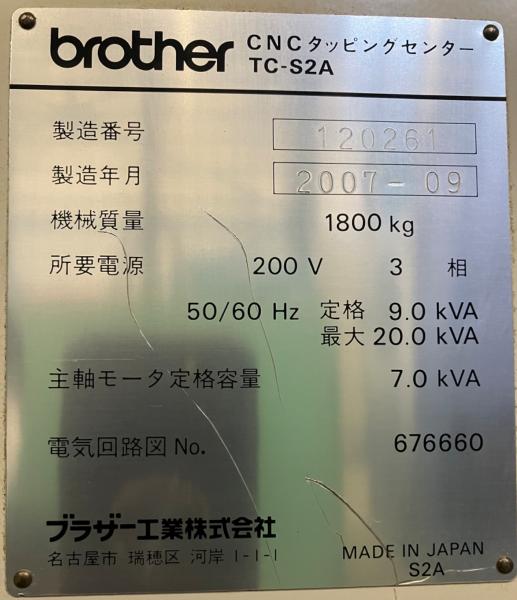 brother CNCタッピングセンター
TC-S2A
製造番号 120261
製造年月 2007-09
機械質量 1800 kg
所要電源 200 V 3 相
50/60 Hz 定格 9.0 kVA
最大 20.0 kVA
主軸モータ定格容量 7.0 kVA
電気回路図 No. 676660
ブラザー工業株式会社
名古屋市 瑞穂区 河岸 1-1-1 MADE IN JAPAN
S2A